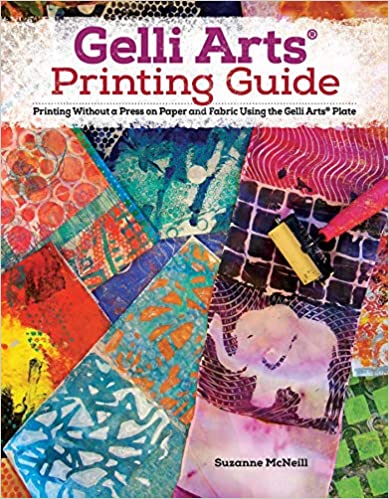 Gelli Arts®
Printing Guide
Printing Without a Press on Paper and Fabric Using the Gelli Arts® Plate
Suzanne McNeill